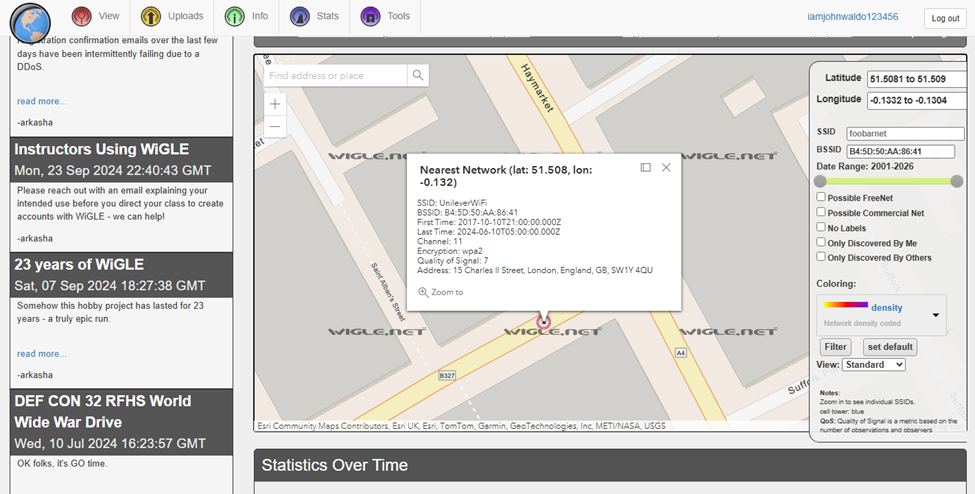 View
Uploads
Info
Stats
Tools
iamjohnwaldo123456
Log out
confirmation emails over the last few
days have been intermittently failing due to a
DDoS.
read more...
-arkasha
Instructors Using WiGLE
Mon, 23 Sep 2024 22:40:43 GMT
Please reach out with an email explaining your
intended use before you direct your class to create
accounts with WiGLE - we can help!
-arkasha
23 years of WiGLE
Sat, 07 Sep 2024 18:27:38 GMT
Somehow this hobby project has lasted for 23
years - a truly epic run.
read more...
-arkasha
DEF CON 32 RFHS World
Wide War Drive
Wed, 10 Jul 2024 16:23:57 GMT
OK folks, it's GO time.
Find address or place
+
−
Haymarket
WIGLE.NET
WIGLE.NET
WIGLE.NET
Nearest Network (lat: 51.508, lon:
-0.132)
SSID: UnileverWiFi
BSSID: B4:5D:50:AA:86:41
First Time: 2017-10-10T21:00:00.000Z
Last Time: 2024-06-10T05:00:00.000Z
Channel: 11
Encryption: wpa2
Quality of Signal: 7
Address: 15 Charles II Street, London, England, GB, SW1Y 4QU
Zoom to
Saint Alban's Street
WIGLE.NET
WIGLE.NET
WIGLE.NET
A4
B327
Suffo
Esri Community Maps Contributors, Esri UK, Esri, TomTom, Garmin, GeoTechnologies, Inc, METI/NASA, USGS
Latitude 51.5081 to 51.509
Longitude -0.1332 to -0.1304
SSID foobarnet
BSSID B4:5D:50:AA:86:41
Date Range: 2001-2026
Possible FreeNet
Possible Commercial Net
No Labels
Only Discovered By Me
Only Discovered By Others
Coloring:
density
Network density coded
Filter set default
View: Standard
Notes:
Zoom in to see individual SSIDs.
cell tower: blue
QoS: Quality of Signal is a metric based on the
number of observations and observers
Statistics Over Time